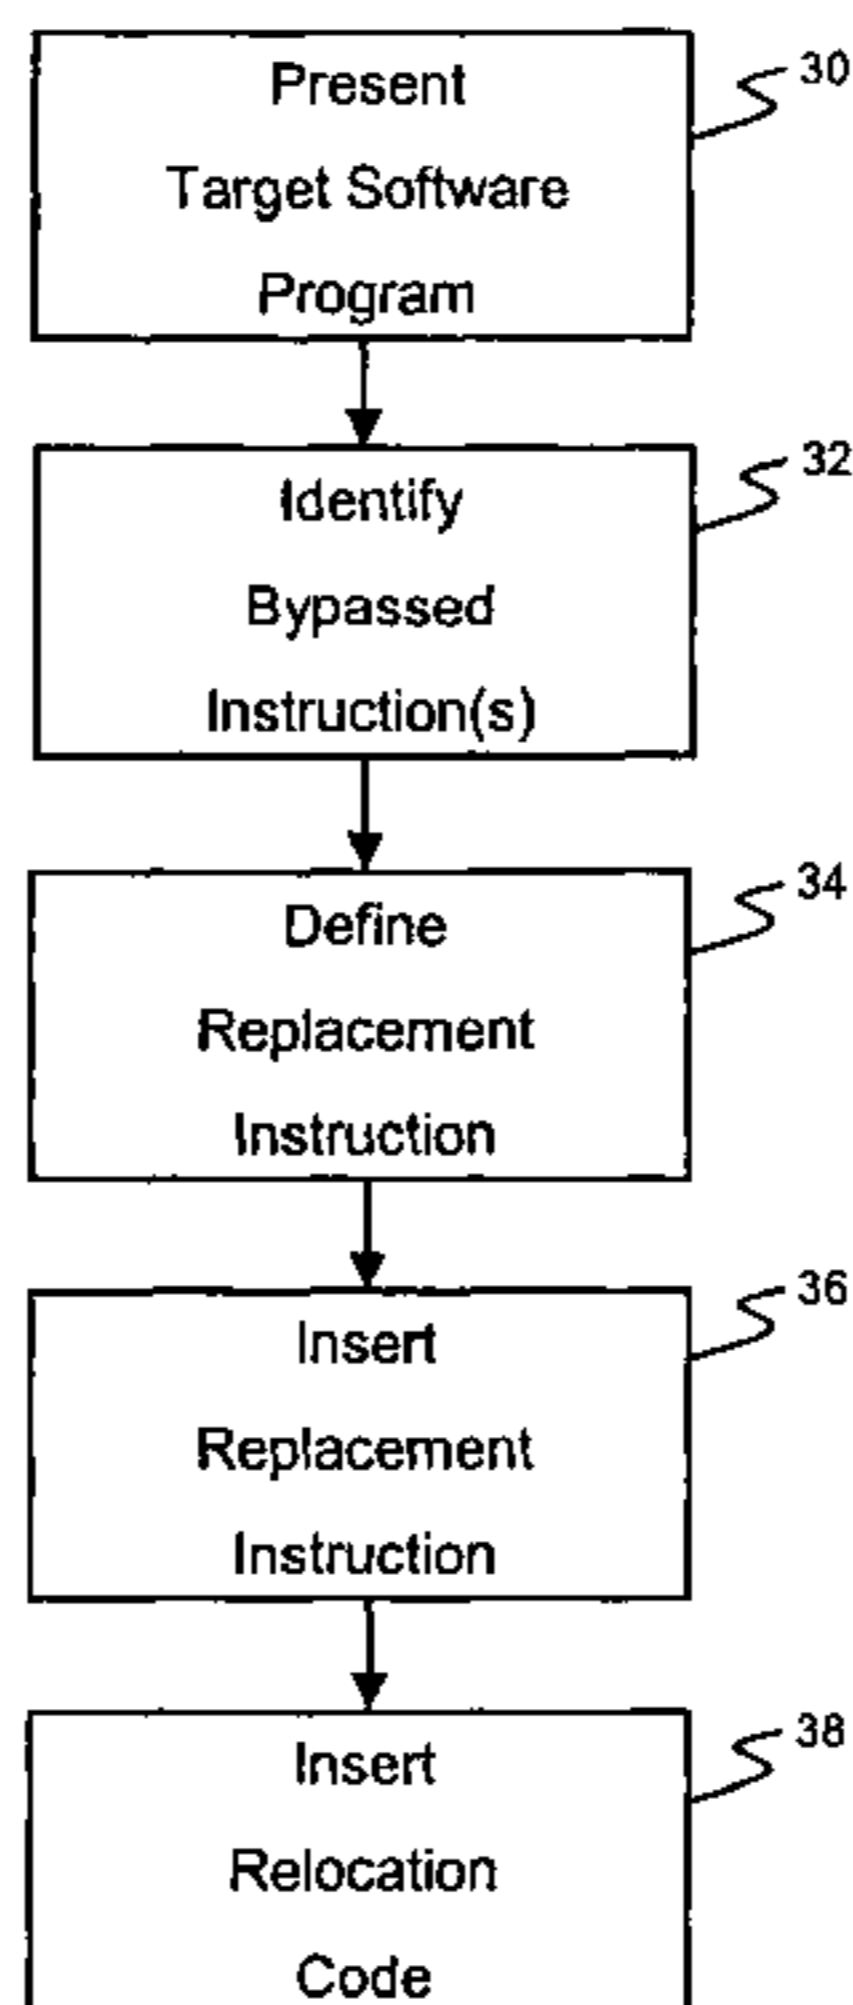 Present
Target Software
Program
30
Identify
Bypassed
Instruction(s)
32
Define
Replacement
Instruction
34
Insert
Replacement
Instruction
36
Insert
Relocation
Code
38